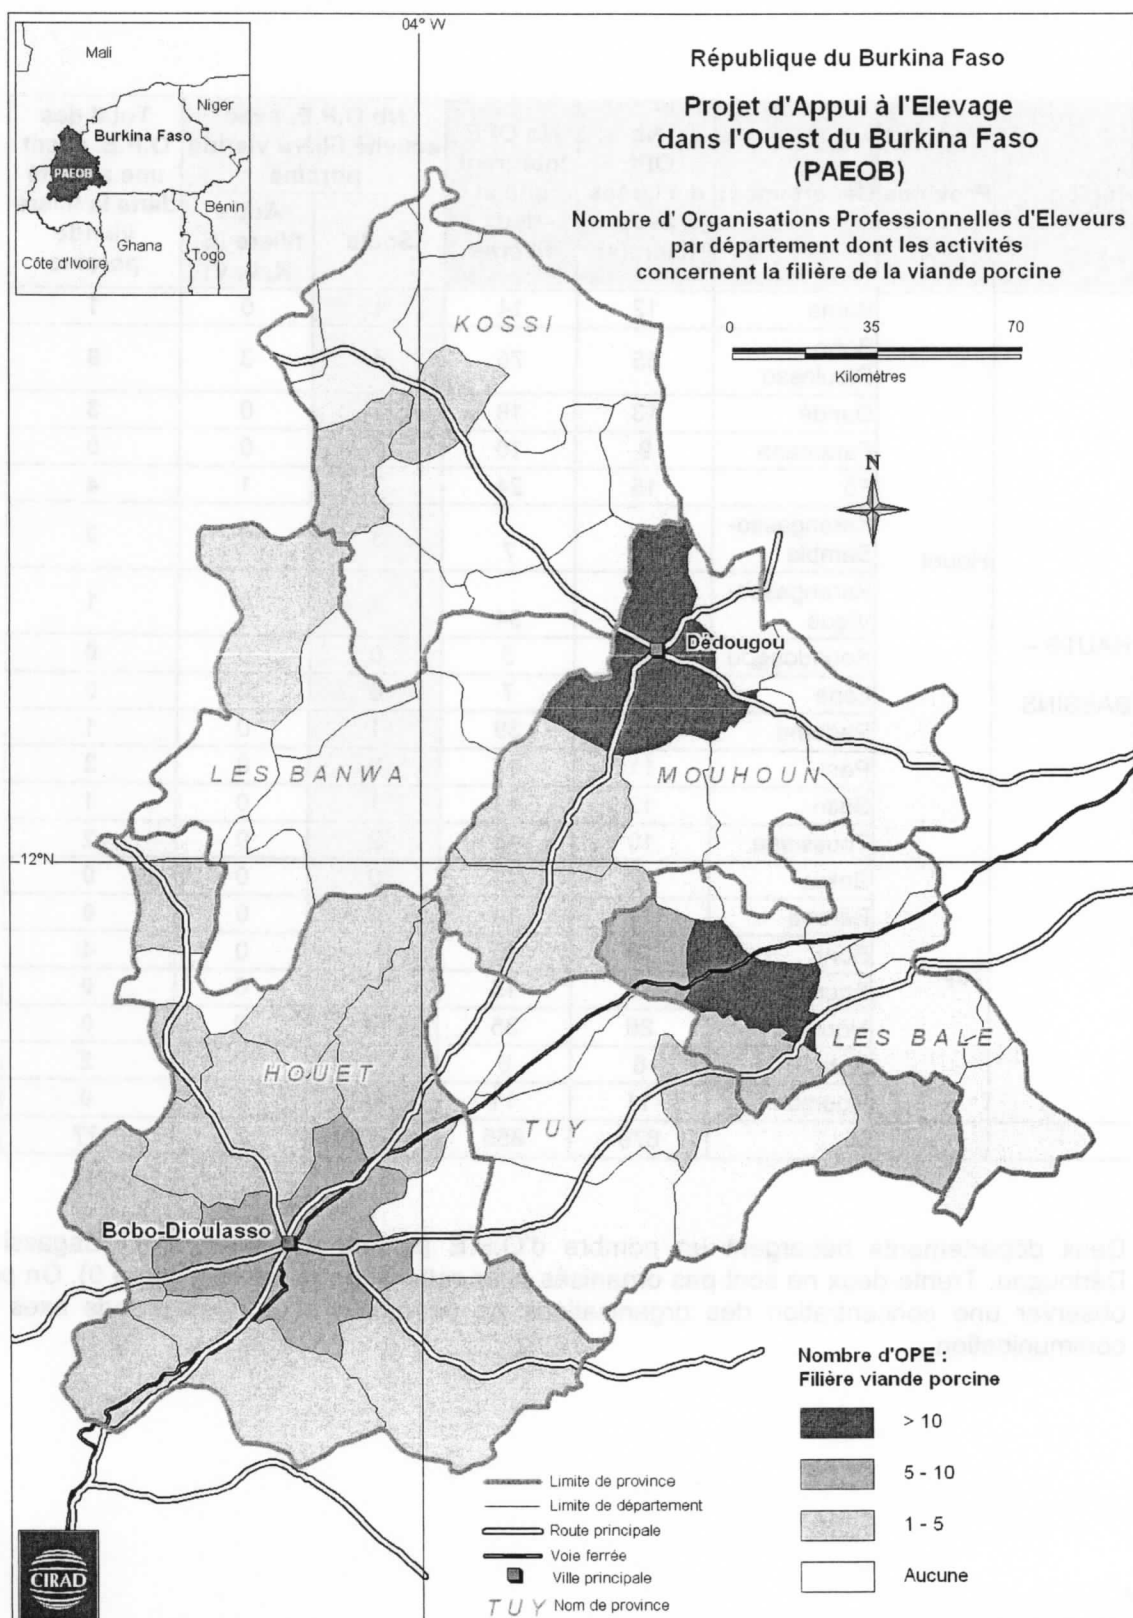 04° W
Mali
Niger
Burkina Faso
PAEOB
Bénin
Ghana
Togo
Côte d'Ivoire
République du Burkina Faso
Projet d'Appui à l'Elevage
dans l'Ouest du Burkina Faso
(PAEOB)
Nombre d' Organisations Professionnelles d'Eleveurs
par département dont les activités
concernent la filière de la viande porcine
0 35 70
Kilomètres
N
KOSSI
Dédougou
LES BANWA
MOUHOUN
12°N
LES BALE
HOUET
TUY
Bobo-Dioulasso
Nombre d'OPE :
Filière viande porcine
> 10
5 - 10
1 - 5
Aucune
Limite de province
Limite de département
Route principale
Voie ferrée
Ville principale
TUY Nom de province
CIRAD